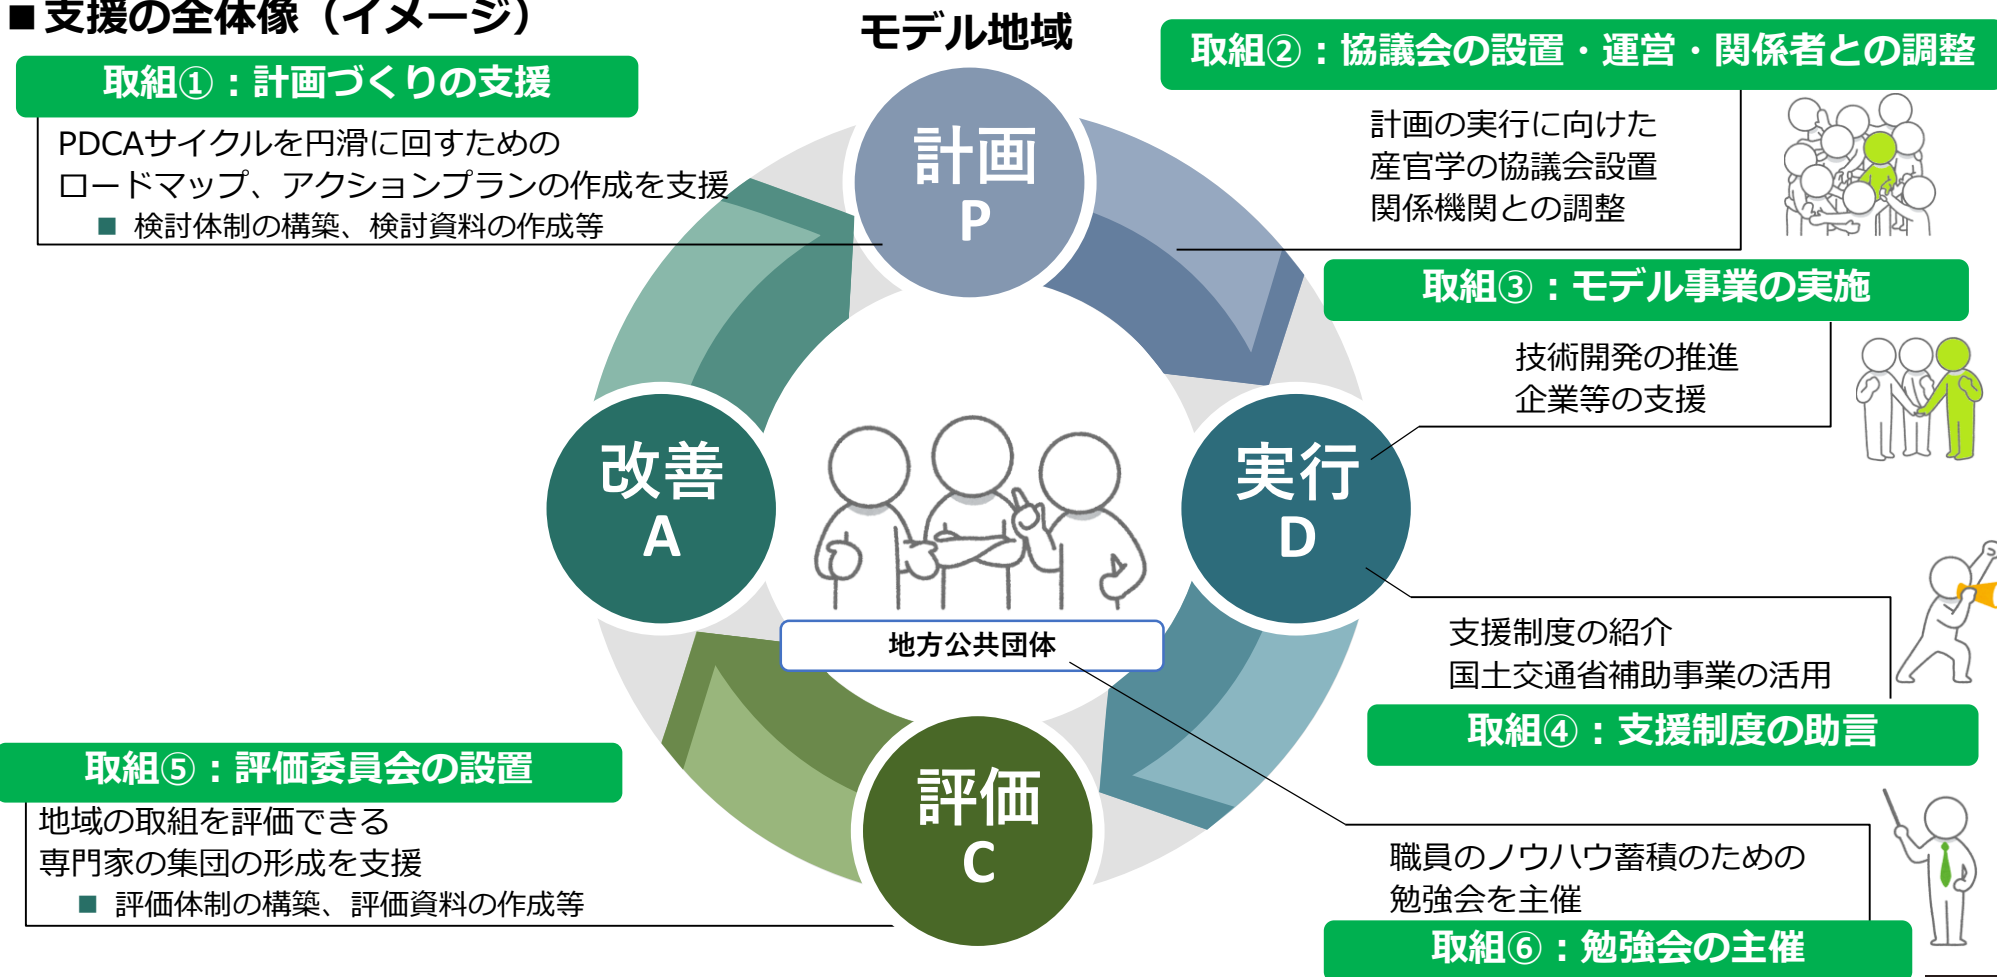 ■支援の全体像（イメージ）
モデル地域
取組①：計画づくりの支援
PDCAサイクルを円滑に回すための
ロードマップ、アクションプランの作成を支援
■ 検討体制の構築、検討資料の作成等
取組②：協議会の設置・運営・関係者との調整
計画の実行に向けた
産官学の協議会設置
関係機関との調整
取組③：モデル事業の実施
技術開発の推進
企業等の支援
計画
P
実行
D
評価
C
改善
A
地方公共団体
支援制度の紹介
国土交通省補助事業の活用
取組④：支援制度の助言
取組⑤：評価委員会の設置
地域の取組を評価できる
専門家の集団の形成を支援
■ 評価体制の構築、評価資料の作成等
職員のノウハウ蓄積のための
勉強会を主催
取組⑥：勉強会の主催